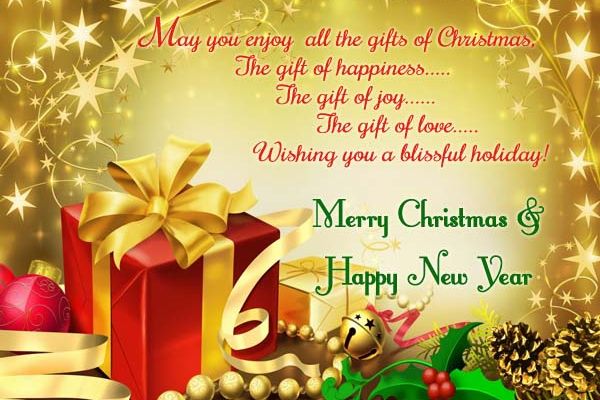 May you enjoy all the gifts of Christmas,
The gift of happiness.....
The gift of joy......
The gift of love.....
Wishing you a blissful holiday!
Merry Christmas &
Happy New Year